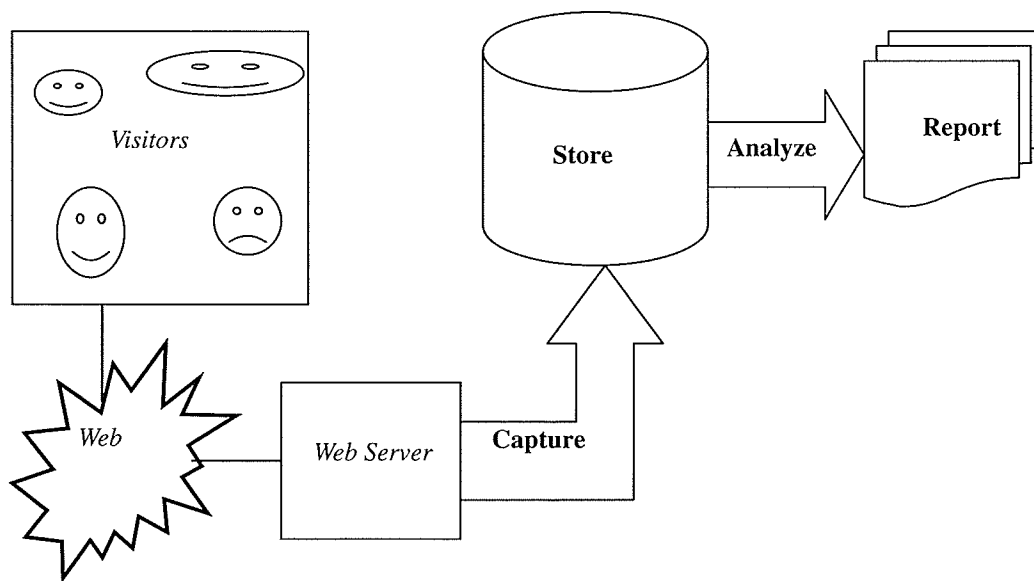 Visitors
Store
Analyze
Report
Web
Web Server
Capture